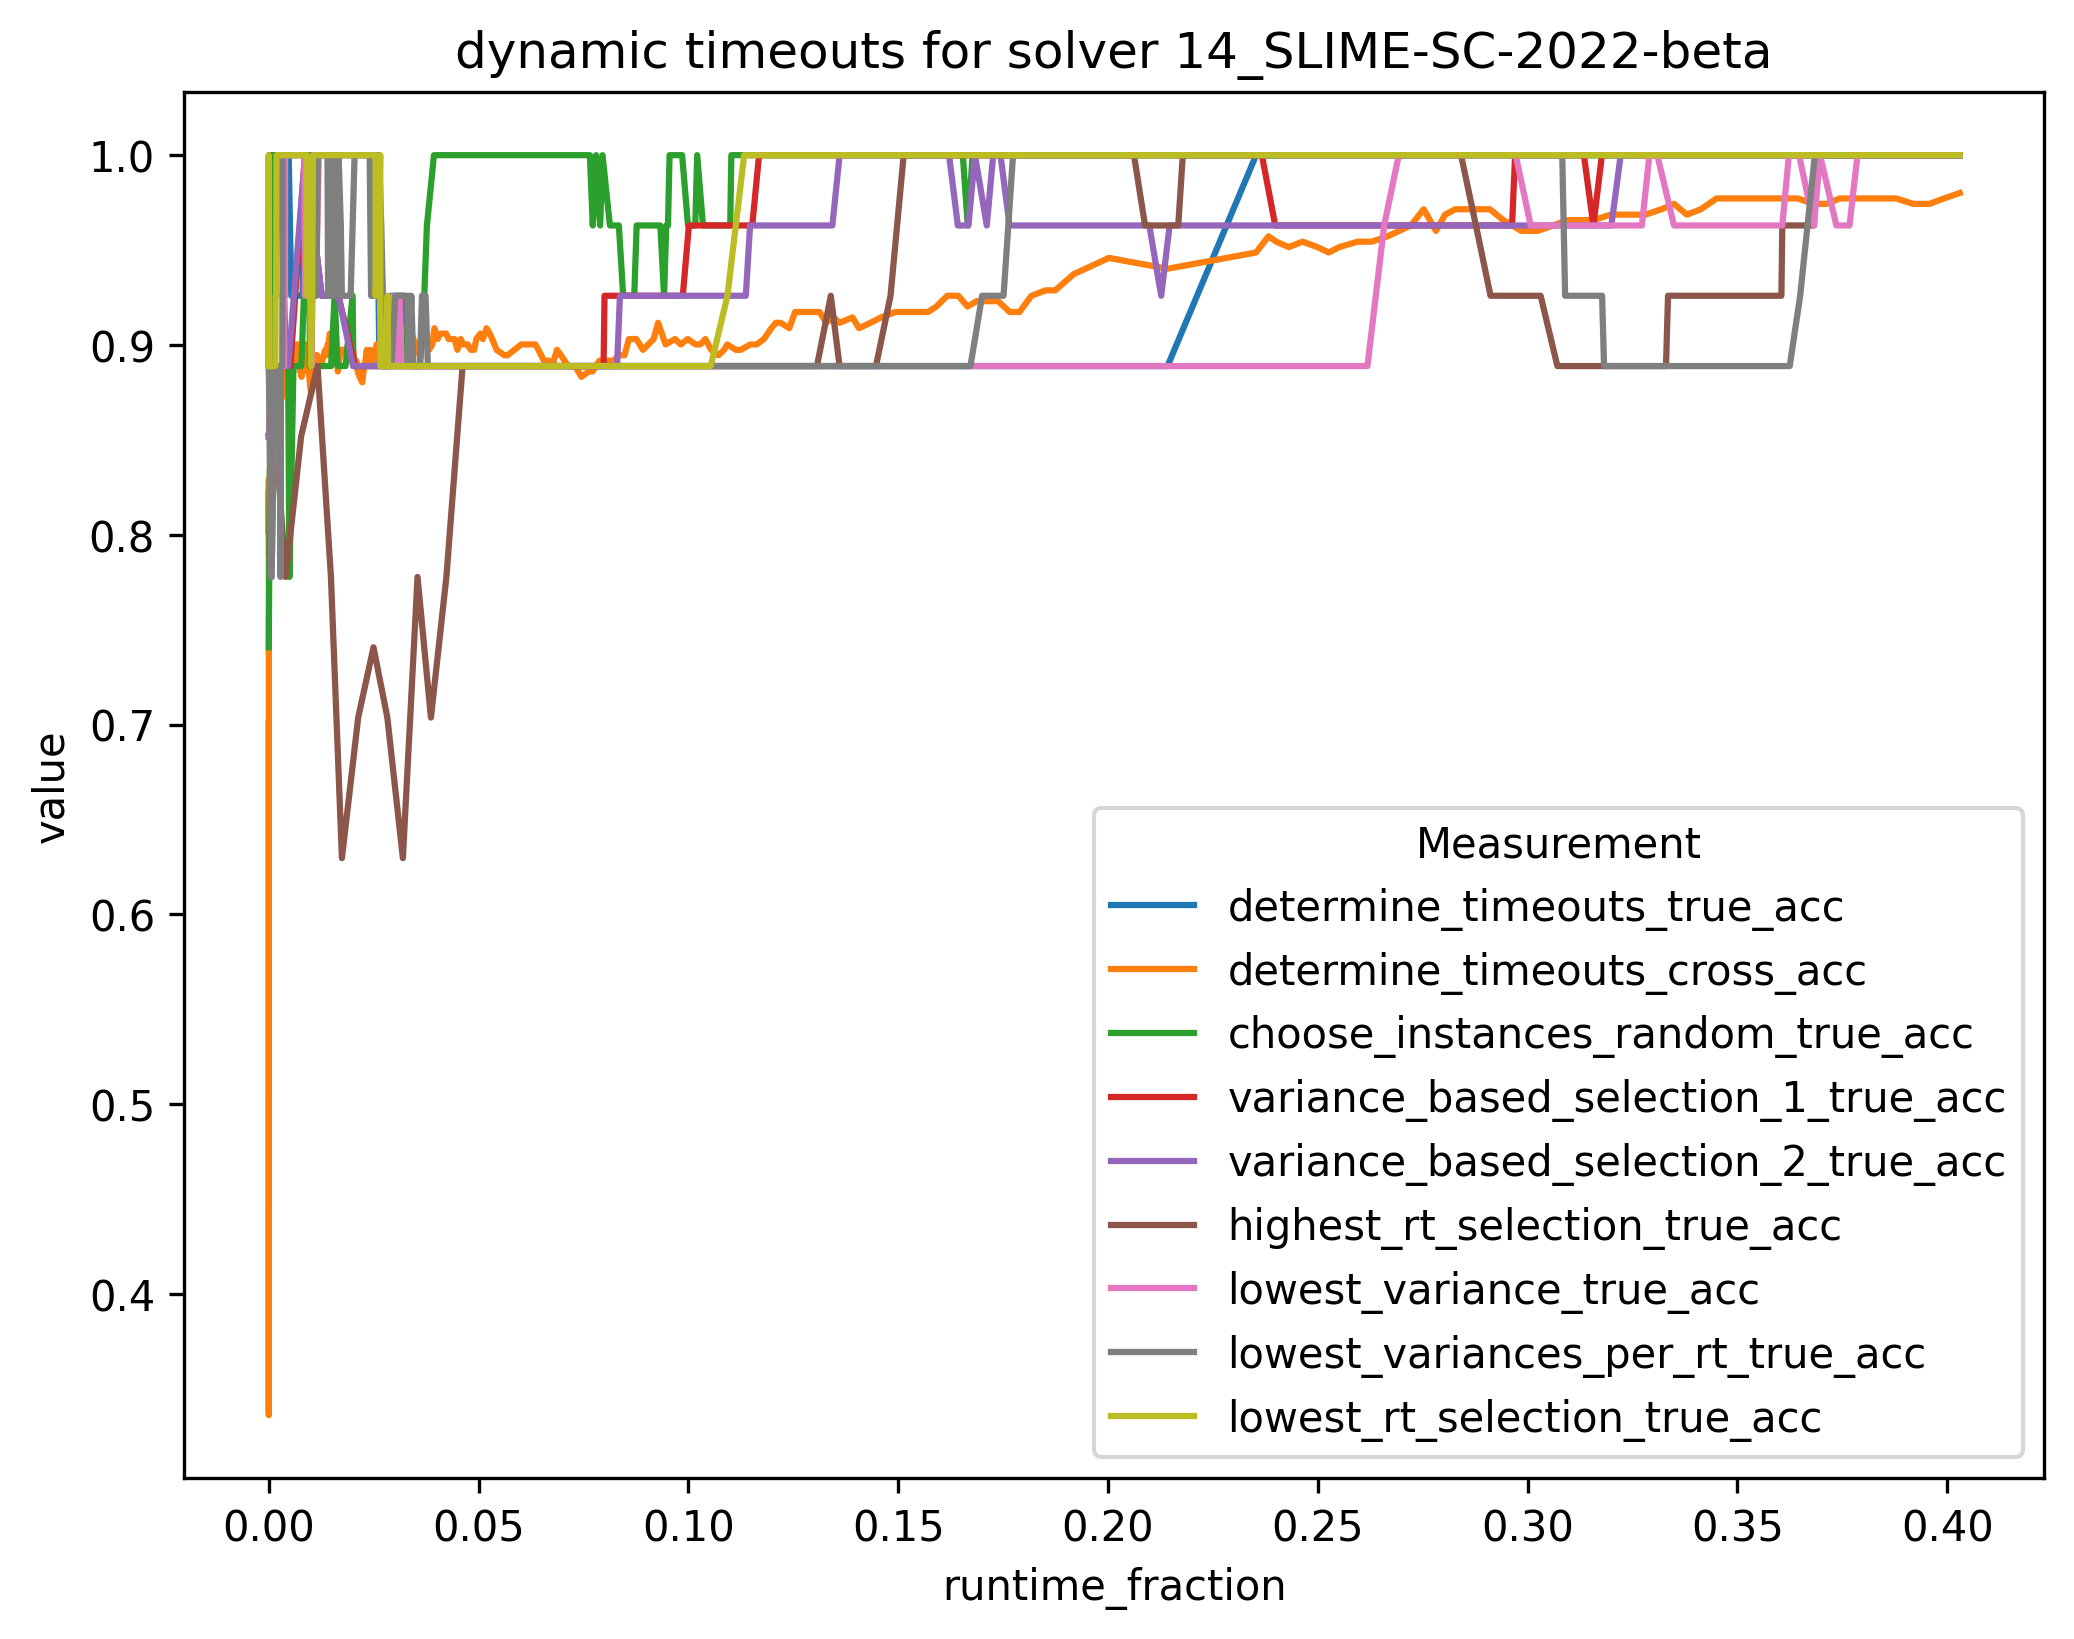 dynamic timeouts for solver 14_SLIME-SC-2022-beta
1.0
0.9
0.8
0.7
0.6
0.5
0.4
value
Measurement
determine_timeouts_true_acc
determine_timeouts_cross_acc
choose_instances_random_true_acc
variance_based_selection_1_true_acc
variance_based_selection_2_true_acc
highest_rt_selection_true_acc
lowest_variance_true_acc
lowest_variances_per_rt_true_acc
lowest_rt_selection_true_acc
0.00 0.05 0.10 0.15 0.20 0.25 0.30 0.35 0.40
runtime_fraction